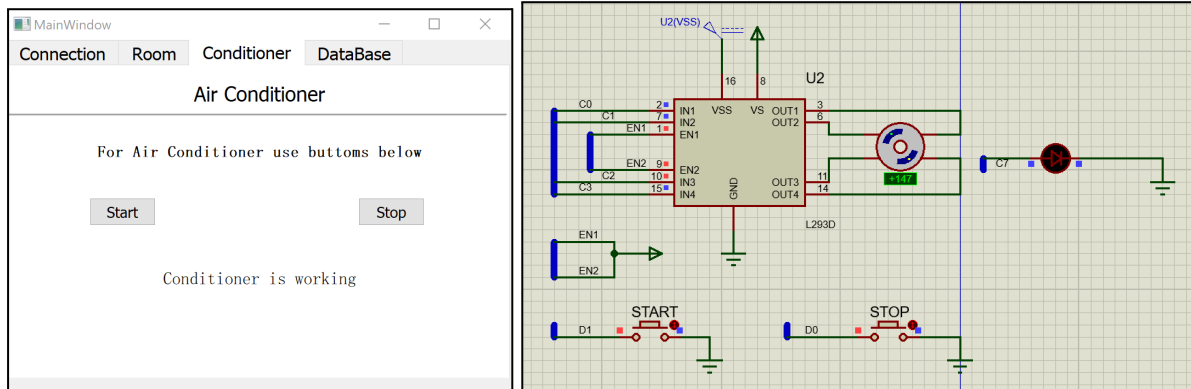 MainWindow
Connection Room Conditioner DataBase
Air Conditioner
For Air Conditioner use buttoms below
Start Stop
Conditioner is working
U2(VSS)
16 8 U2
C0 2 IN1 VSS VS OUT1 3
C1 7 IN2 OUT2 6
EN1 1 EN1
EN2 9 EN2
C2 10 IN3 GND OUT3 11
C3 15 IN4 OUT4 14
+147
C7
L293D
EN1
EN2
START STOP
D1 D0